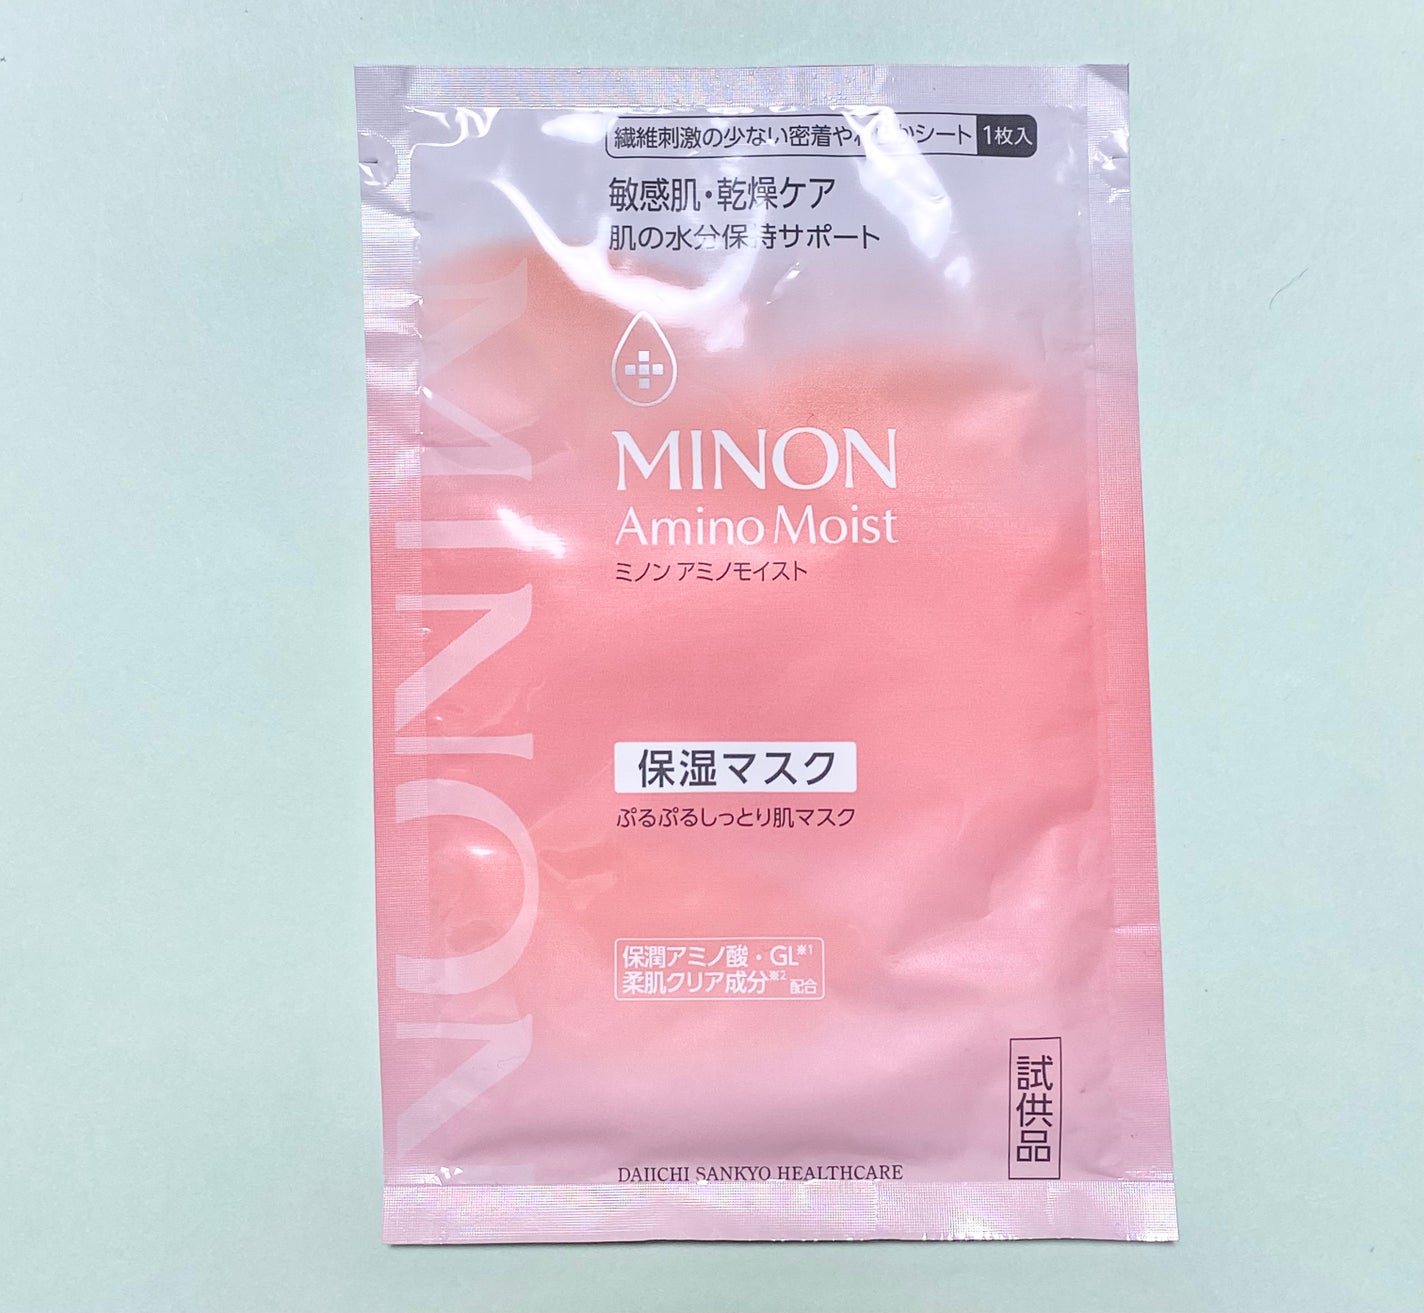 繊維刺激の少ない密着やわらかシート 1枚入
敏感肌・乾燥ケア
肌の水分保持サポート
MINON
Amino Moist
ミノン アミノモイスト
保湿マスク
ぷるぷるしっとり肌マスク
保潤アミノ酸・GL※1
柔肌クリア成分※2 配合
試供品
DAIICHI SANKYO HEALTHCARE
MINON